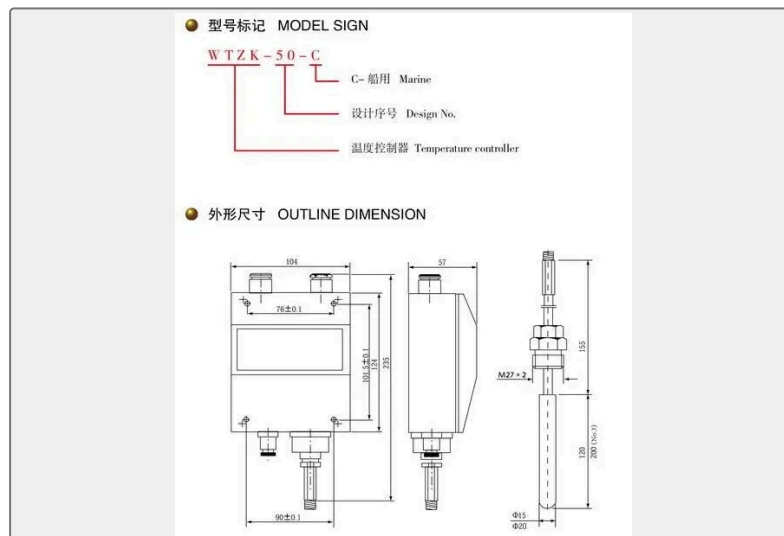 型号标记 MODEL SIGN
WTZK-50-C
C- 船用 Marine
设计序号 Design No.
温度控制器 Temperature controller
外形尺寸 OUTLINE DIMENSION
104
57
76±0.1
101.5±0.1
124
235
155
M27×2
120
200 (No.3)
90±0.1
Φ15
Φ20